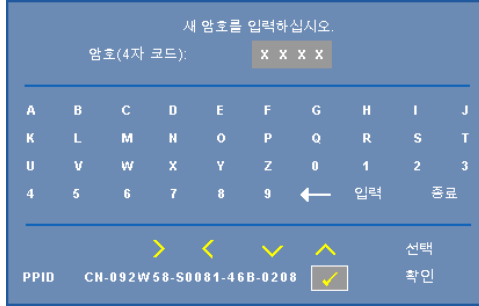 새 암호를 입력하십시오.
암호(4자 코드): X X X X
A B C D E F G H I J
K L M N O P Q R S T
U V W X Y Z 0 1 2 3
4 5 6 7 8 9 ← 입력 종료
> < ∨ ∧ 선택
PPID CN-092W58-S0081-46B-0208 ✓ 확인